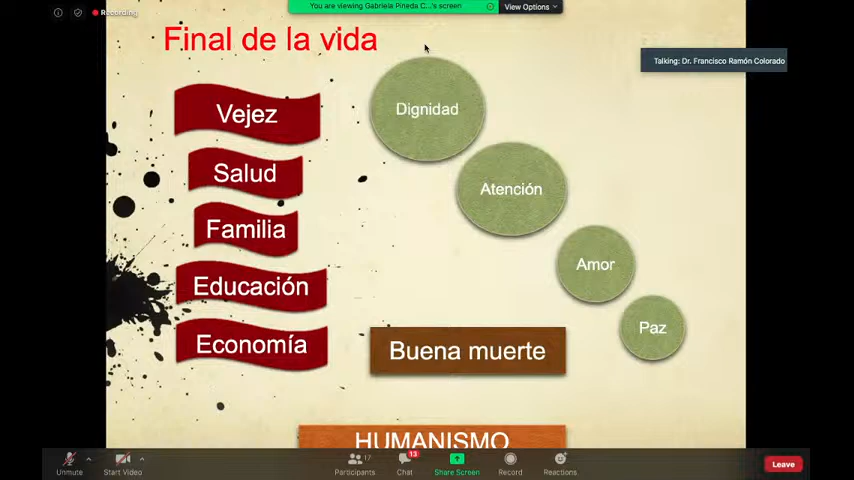 You are viewing Gabriela Pineda C...'s screen
View Options
Recording
Final de la vida
Talking: Dr. Francisco Ramón Colorado
Vejez
Dignidad
Salud
Atención
Familia
Amor
Educación
Paz
Economía
Buena muerte
HUMANISMO
Unmute
Start Video
Participants
17
Chat
13
Share Screen
Record
Reactions
Leave